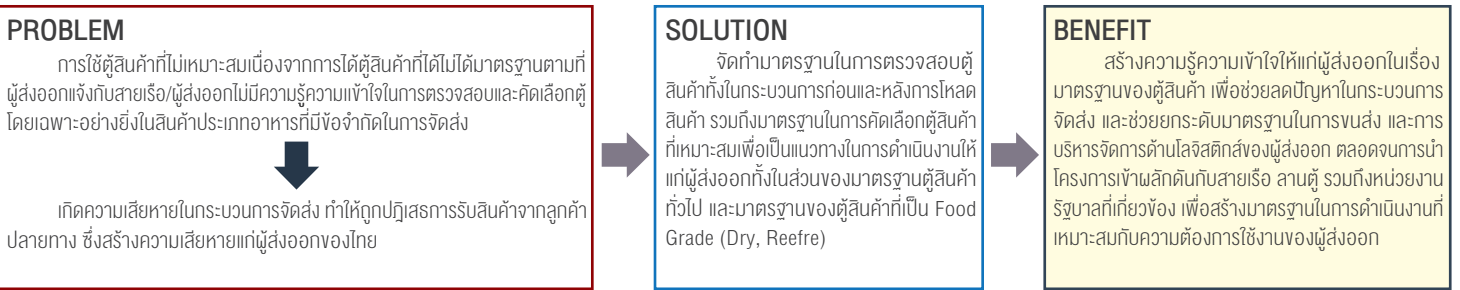 PROBLEM
การใช้ตู้สินค้าที่ไม่เหมาะสมเนื่องจากการได้ตู้สินค้าที่ได้ไม่ได้มาตรฐานตามที่
ผู้ส่งออกแจ้งกับสายเรือ/ผู้ส่งออกไม่มีความรู้ความเข้าใจในการตรวจสอบและคัดเลือกตู้
โดยเฉพาะอย่างยิ่งในสินค้าประเภทอาหารที่มีข้อจำกัดในการจัดส่ง
เกิดความเสียหายในกระบวนการจัดส่ง ทำให้ถูกปฎิเสธการรับสินค้าจากลูกค้า
ปลายทาง ซึ่งสร้างความเสียหายแก่ผู้ส่งออกของไทย
SOLUTION
จัดทำมาตรฐานในการตรวจสอบตู้
สินค้าทั้งในกระบวนการก่อนและหลังการโหลด
สินค้า รวมถึงมาตรฐานในการคัดเลือกตู้สินค้า
ที่เหมาะสมเพื่อเป็นแนวทางในการดำเนินงานให้
แก่ผู้ส่งออกทั้งในส่วนของมาตรฐานตู้สินค้า
ทั่วไป และมาตรฐานของตู้สินค้าที่เป็น Food
Grade (Dry, Reefre)
BENEFIT
สร้างความรู้ความเข้าใจให้แก่ผู้ส่งออกในเรื่อง
มาตรฐานของตู้สินค้า เพื่อช่วยลดปัญหาในกระบวนการ
จัดส่ง และช่วยยกระดับมาตรฐานในการขนส่ง และการ
บริหารจัดการด้านโลจิสติกส์ของผู้ส่งออก ตลอดจนการนำ
โครงการเข้าผลักดันกับสายเรือ ลานตู้ รวมถึงหน่วยงาน
รัฐบาลที่เกี่ยวข้อง เพื่อสร้างมาตรฐานในการดำเนินงานที่
เหมาะสมกับความต้องการใช้งานของผู้ส่งออก